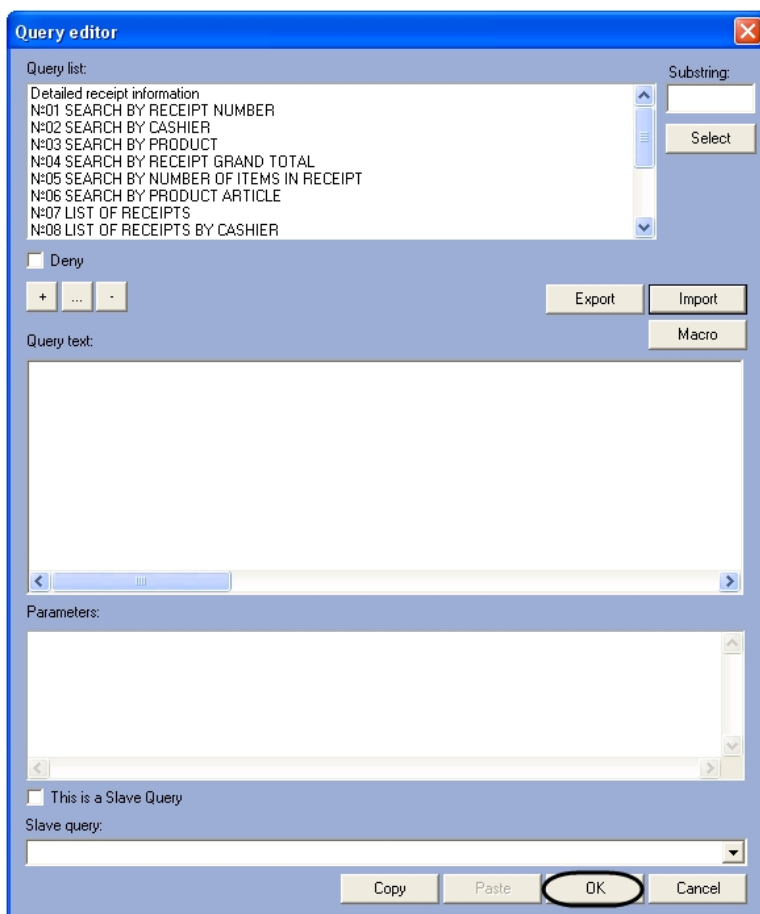 Query editor
Query list:
Substring:
Detailed receipt information
№01 SEARCH BY RECEIPT NUMBER
№02 SEARCH BY CASHIER
№03 SEARCH BY PRODUCT
№04 SEARCH BY RECEIPT GRAND TOTAL
№05 SEARCH BY NUMBER OF ITEMS IN RECEIPT
№06 SEARCH BY PRODUCT ARTICLE
№07 LIST OF RECEIPTS
№08 LIST OF RECEIPTS BY CASHIER
Select
Deny
+ ... -
Export Import
Macro
Query text:
Parameters:
This is a Slave Query
Slave query:
Copy Paste OK Cancel